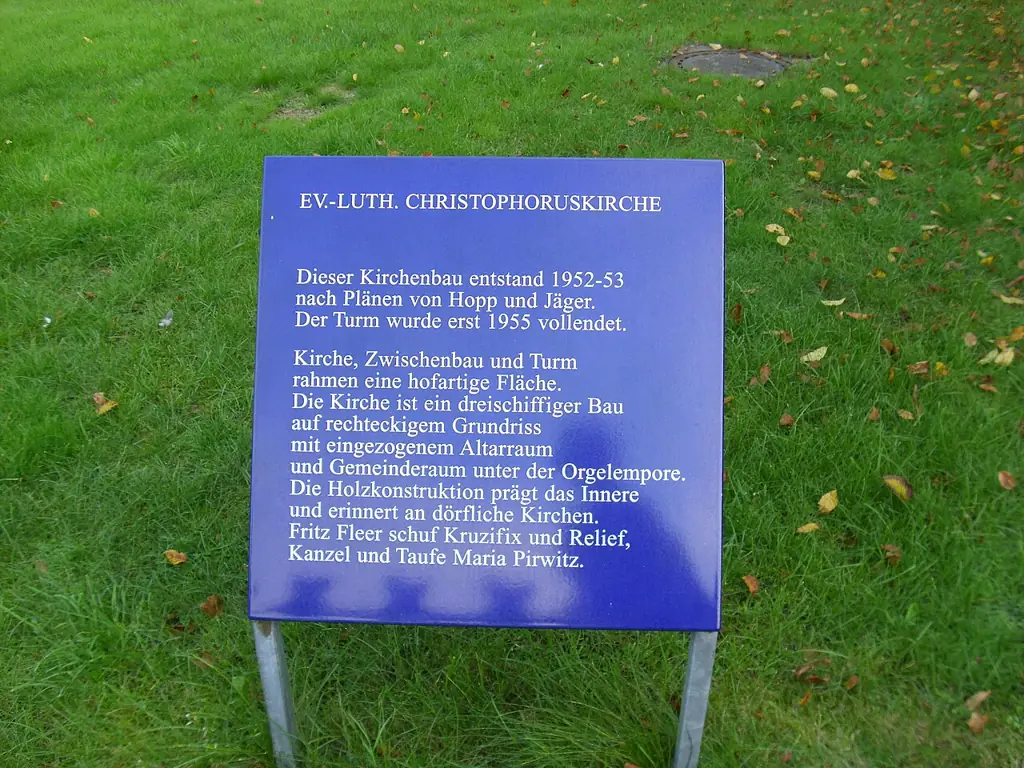 EV.-LUTH. CHRISTOPHORUSKIRCHE
Dieser Kirchenbau entstand 1952-53
nach Plänen von Hopp und Jäger.
Der Turm wurde erst 1955 vollendet.
Kirche, Zwischenbau und Turm
rahmen eine hofartige Fläche.
Die Kirche ist ein dreischiffiger Bau
auf rechteckigem Grundriss
mit eingezogenem Altarraum
und Gemeinderaum unter der Orgelempore.
Die Holzkonstruktion prägt das Innere
und erinnert an dörfliche Kirchen.
Fritz Fleer schuf Kruzifix und Relief,
Kanzel und Taufe Maria Pirwitz.